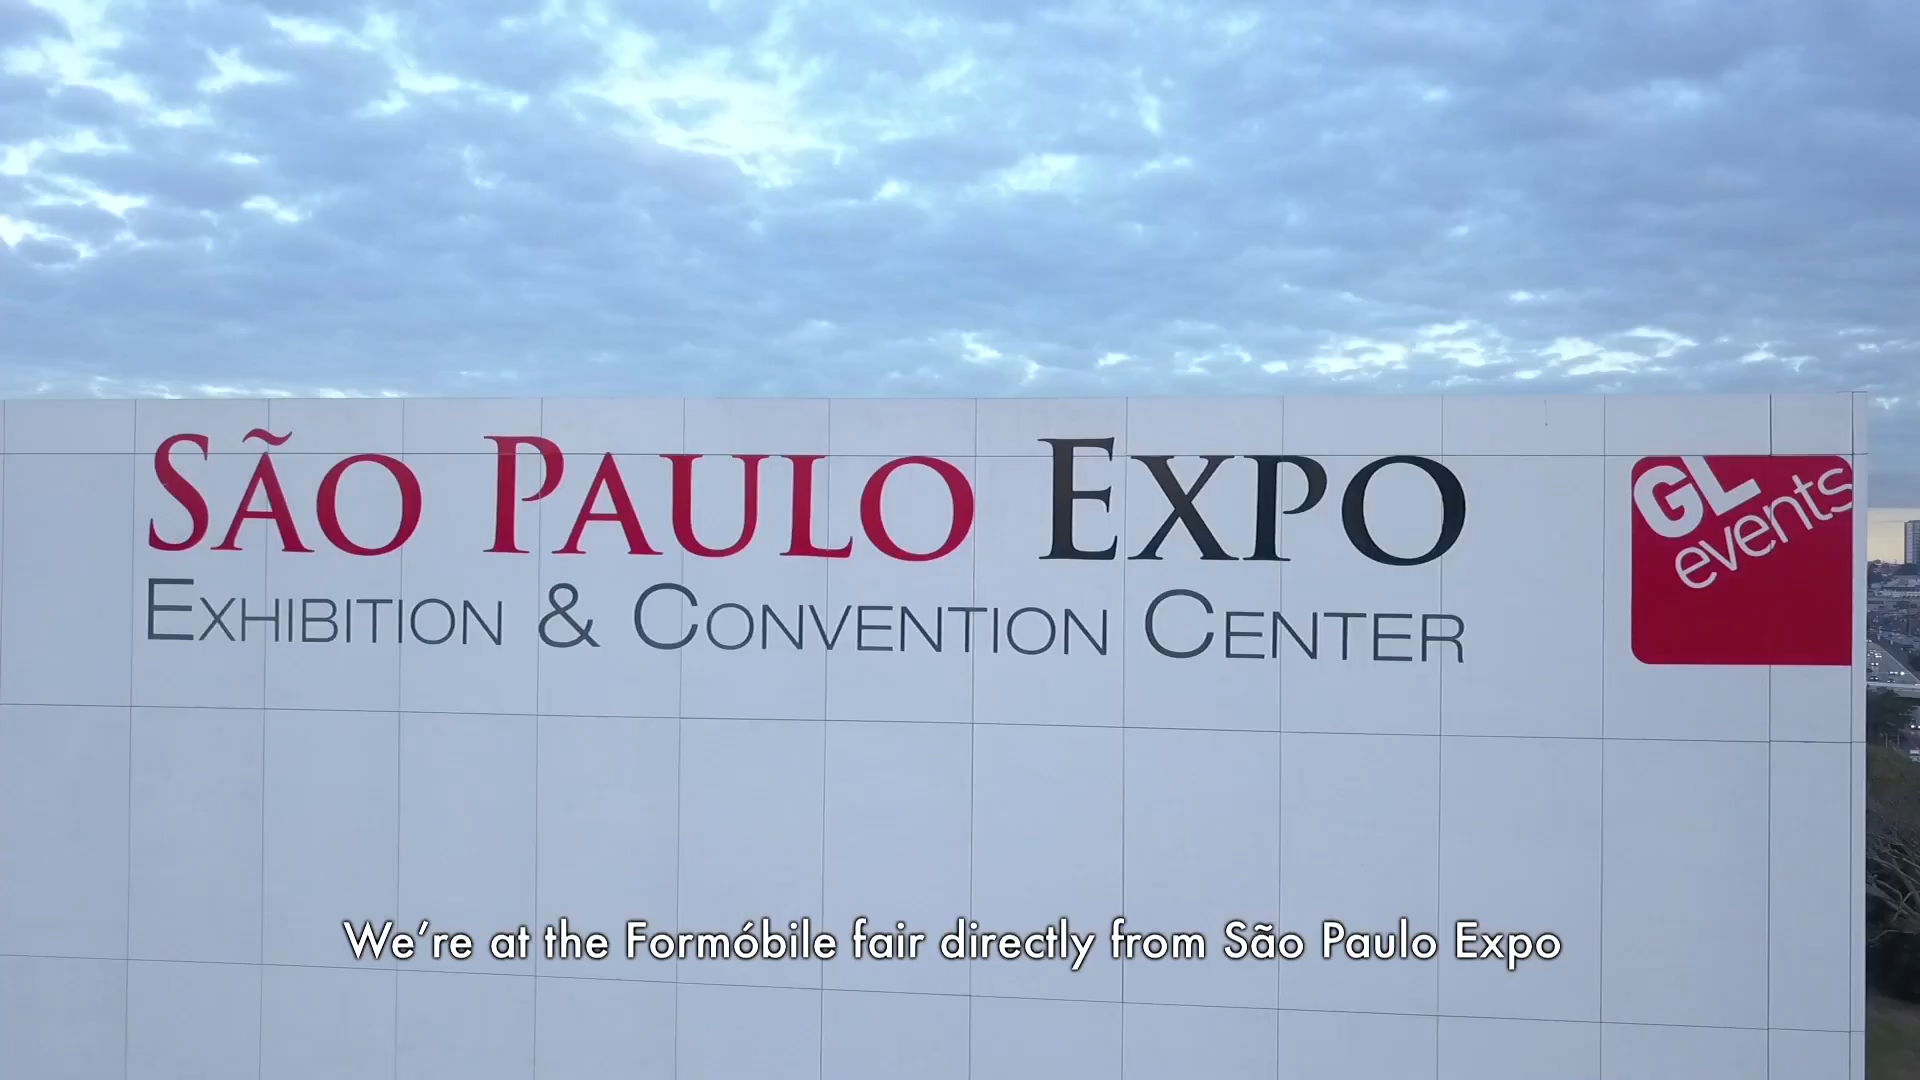 SÃO PAULO EXPO
EXHIBITION & CONVENTION CENTER
GL
events
We're at the Formóbile fair directly from São Paulo Expo